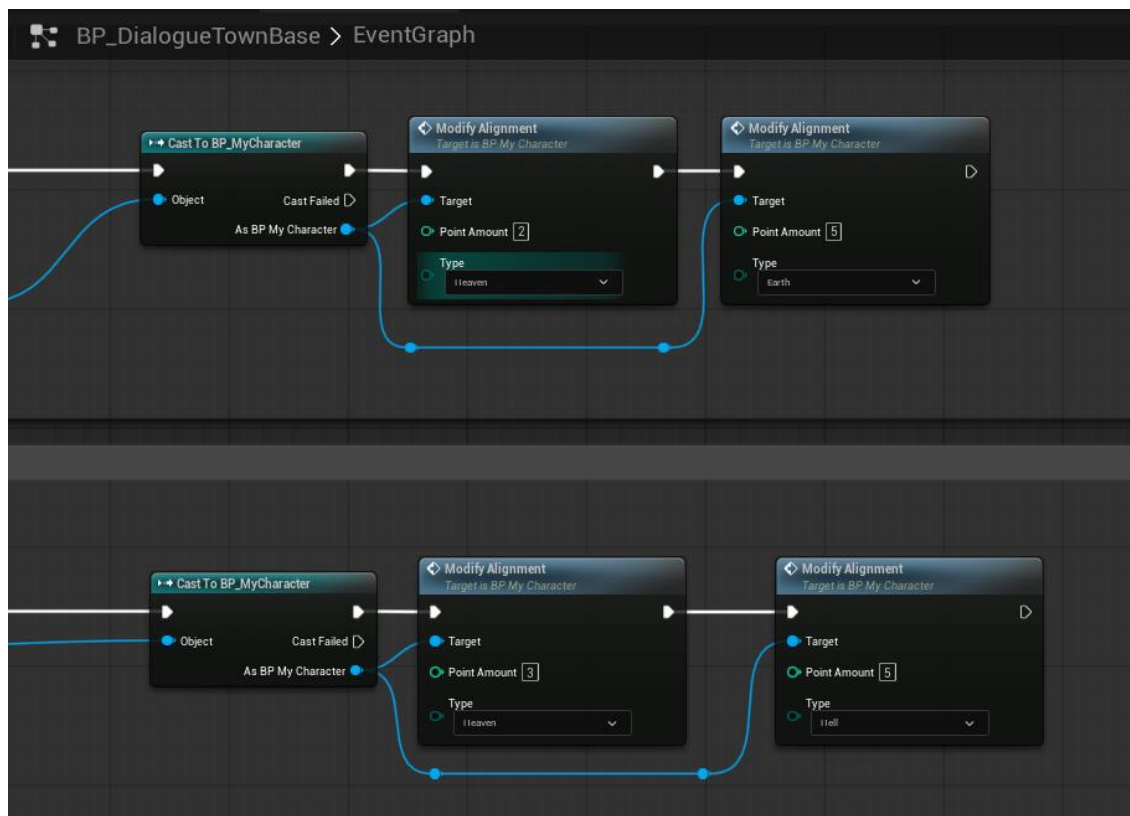 BP_DialogueTownBase > EventGraph
Cast To BP_MyCharacter
Object
Cast Failed
As BP My Character
Modify Alignment
Target is BP My Character
Target
Point Amount 2
Type
Heaven
Modify Alignment
Target is BP My Character
Target
Point Amount 5
Type
Earth
Cast To BP_MyCharacter
Object
Cast Failed
As BP My Character
Modify Alignment
Target is BP My Character
Target
Point Amount 3
Type
Heaven
Modify Alignment
Target is BP My Character
Target
Point Amount 5
Type
Hell